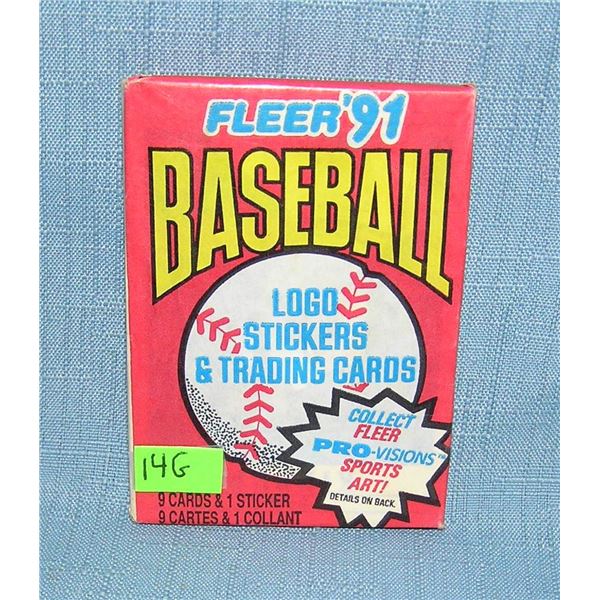 FLEER '91
BASEBALL
LOGO
STICKERS
& TRADING CARDS
COLLECT
FLEER
PRO-VISIONS™
SPORTS
ART!
DETAILS ON BACK.
14G
9 CARDS & 1 STICKER
9 CARTES & 1 COLLANT